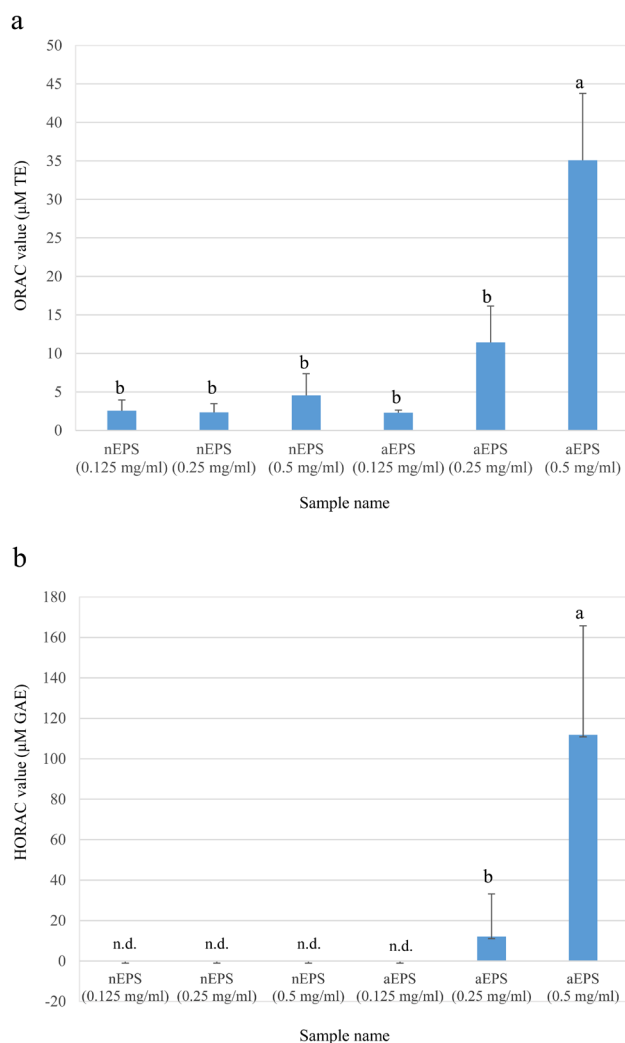 a
50
45
40
35
30
25
20
15
10
5
0
ORAC value (μM TE)
b
b
b
b
b
a
nEPS nEPS nEPS aEPS aEPS aEPS
(0.125 mg/ml) (0.25 mg/ml) (0.5 mg/ml) (0.125 mg/ml) (0.25 mg/ml) (0.5 mg/ml)
Sample name
b
180
160
140
120
100
80
60
40
20
0
-20
HORAC value (μM GAE)
n.d.
n.d.
n.d.
n.d.
b
a
nEPS nEPS nEPS aEPS aEPS aEPS
(0.125 mg/ml) (0.25 mg/ml) (0.5 mg/ml) (0.125 mg/ml) (0.25 mg/ml) (0.5 mg/ml)
Sample name